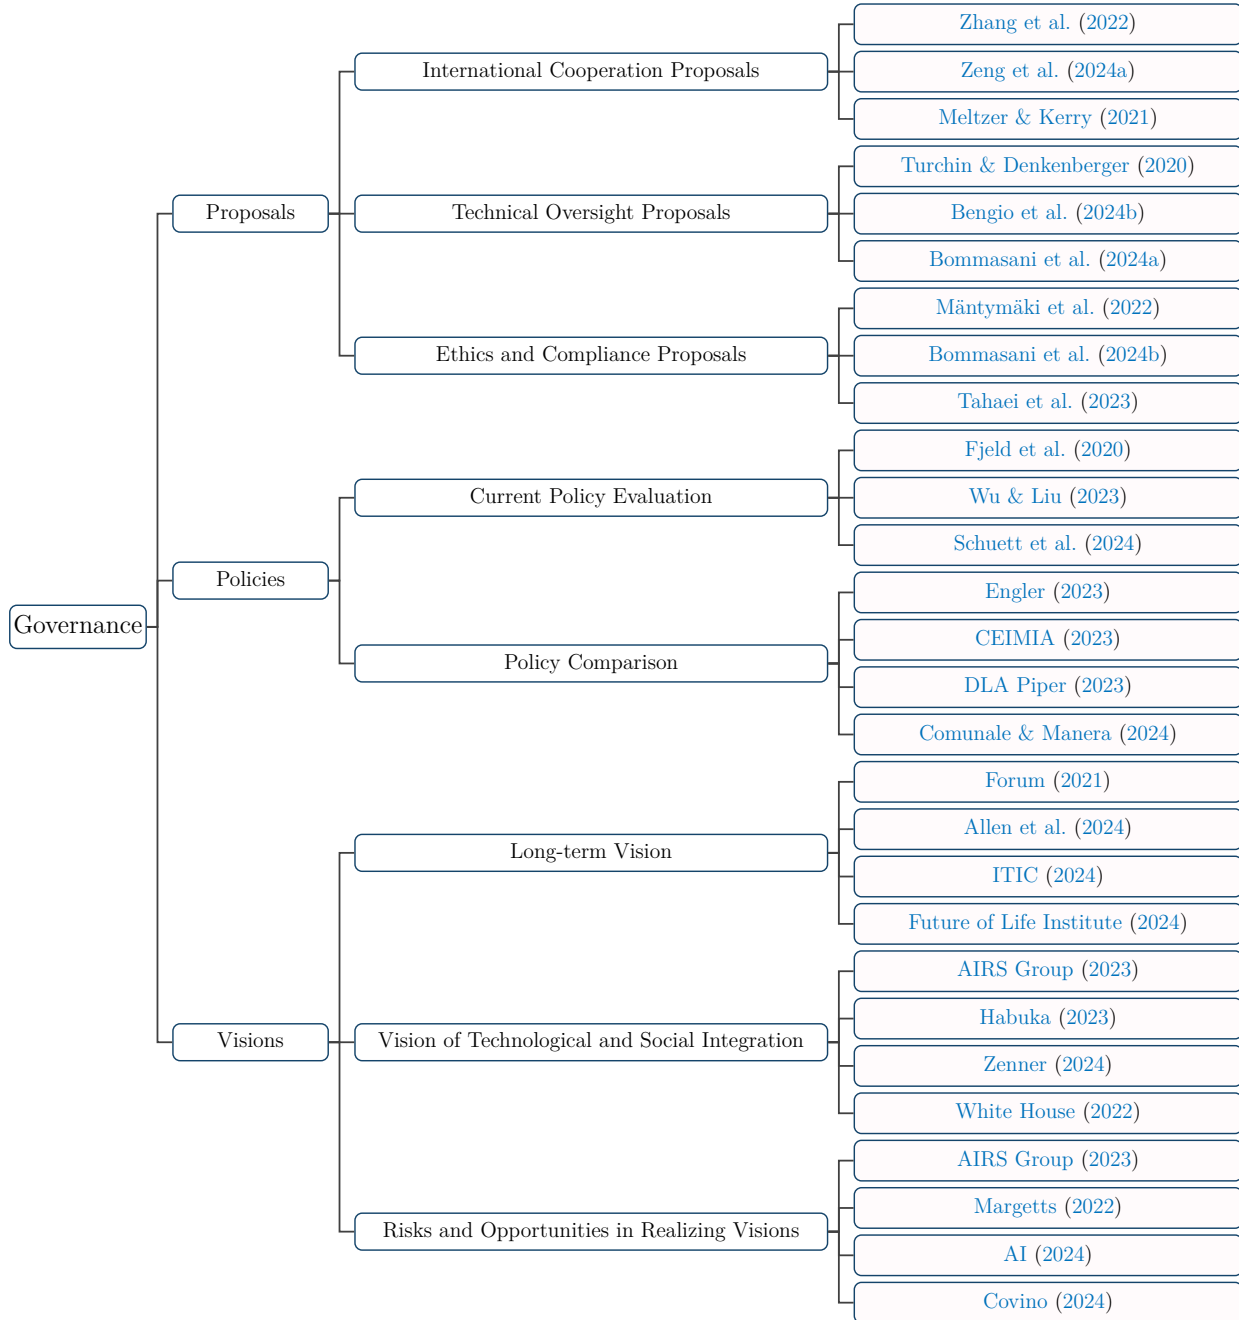 Governance
Proposals
International Cooperation Proposals
Zhang et al. (2022)
Zeng et al. (2024a)
Meltzer & Kerry (2021)
Technical Oversight Proposals
Turchin & Denkenberger (2020)
Bengio et al. (2024b)
Bommasani et al. (2024a)
Ethics and Compliance Proposals
Mäntymäki et al. (2022)
Bommasani et al. (2024b)
Tahaei et al. (2023)
Policies
Current Policy Evaluation
Fjeld et al. (2020)
Wu & Liu (2023)
Schuett et al. (2024)
Policy Comparison
Engler (2023)
CEIMIA (2023)
DLA Piper (2023)
Comunale & Manera (2024)
Visions
Long-term Vision
Forum (2021)
Allen et al. (2024)
ITIC (2024)
Future of Life Institute (2024)
Vision of Technological and Social Integration
AIRS Group (2023)
Habuka (2023)
Zenner (2024)
White House (2022)
Risks and Opportunities in Realizing Visions
AIRS Group (2023)
Margetts (2022)
AI (2024)
Covino (2024)